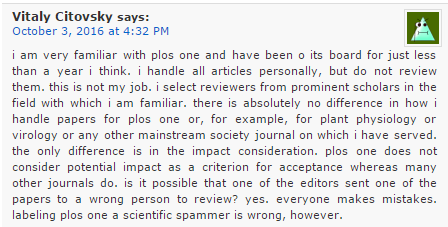 Vitaly Citovsky says:
October 3, 2016 at 4:32 PM
i am very familiar with plos one and have been o its board for just less
than a year i think. i handle all articles personally, but do not review
them. this is not my job. i select reviewers from prominent scholars in the
field with which i am familiar. there is absolutely no difference in how i
handle papers for plos one or, for example, for plant physiology or
virology or any other mainstream society journal on which i have served.
the only difference is in the impact consideration. plos one does not
consider potential impact as a criterion for acceptance whereas many
other journals do. is it possible that one of the editors sent one of the
papers to a wrong person to review? yes. everyone makes mistakes.
labeling plos one a scientific spammer is wrong, however.